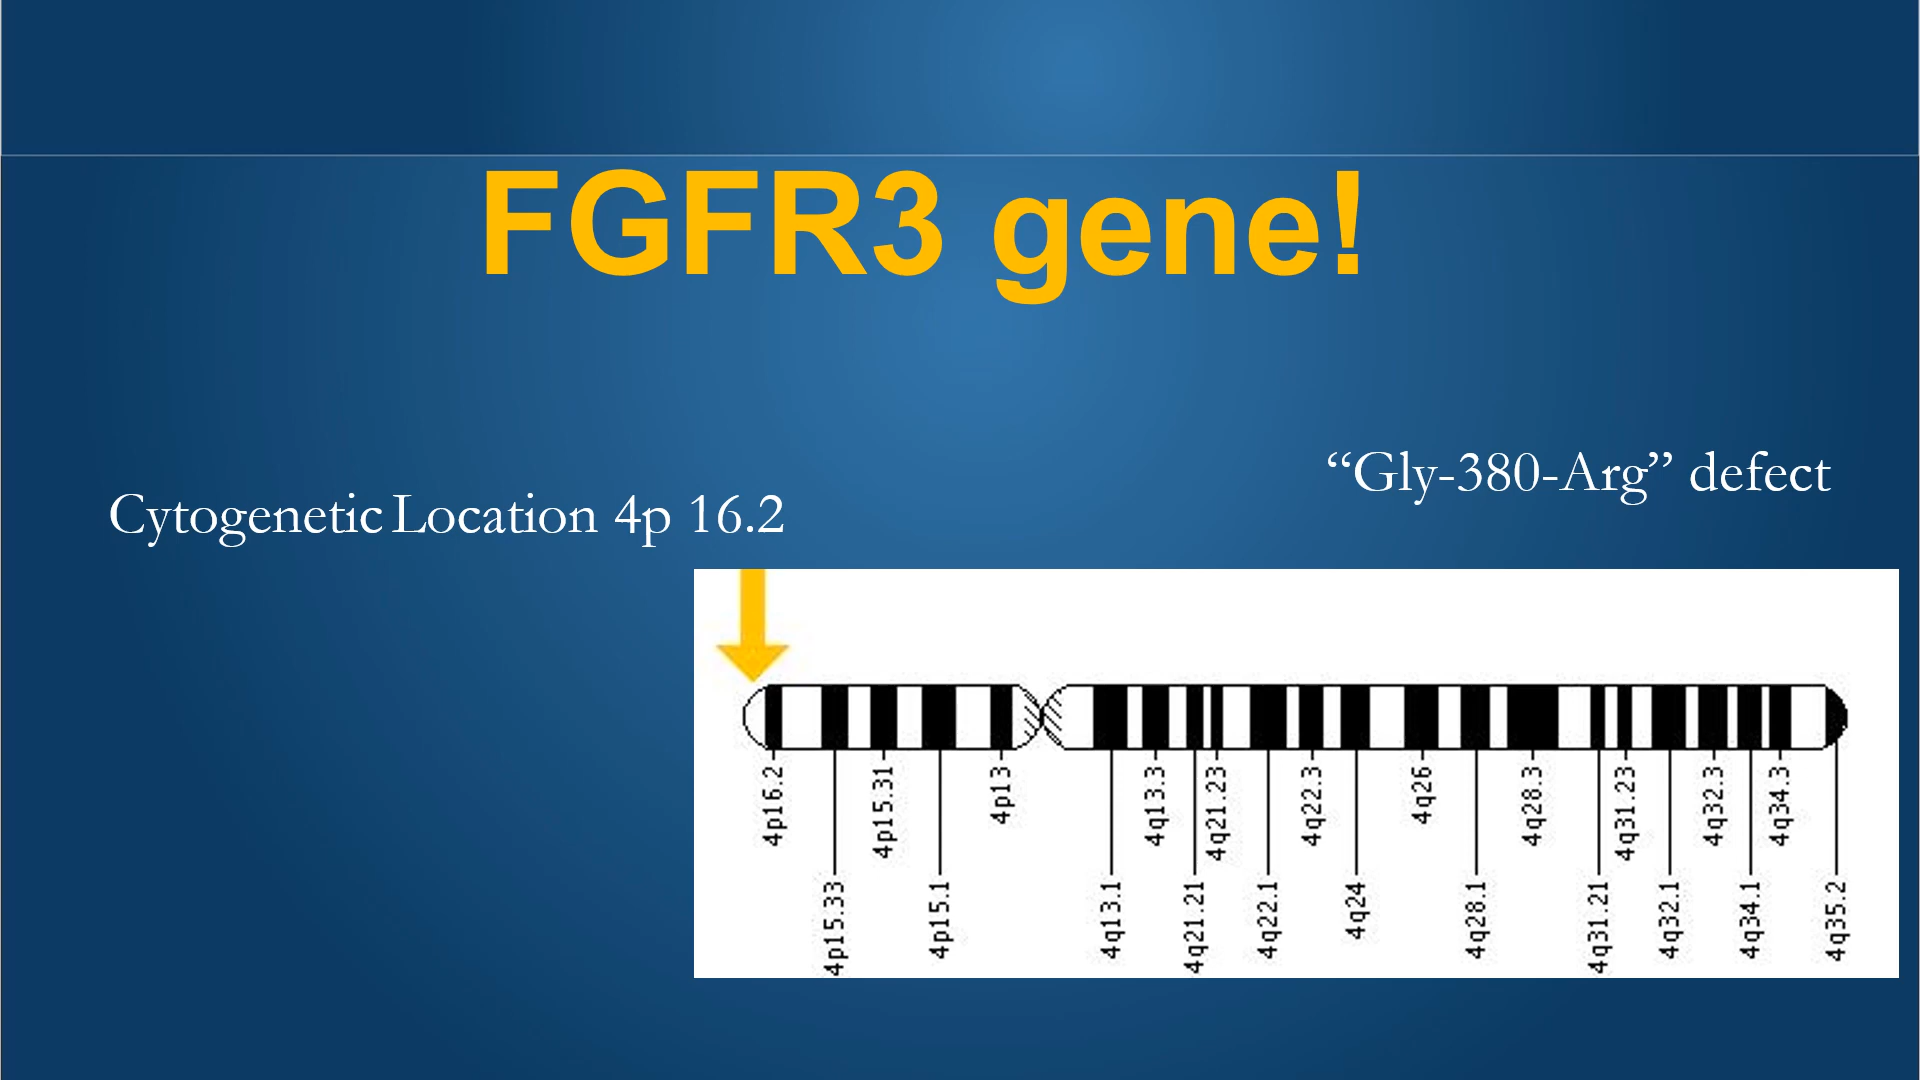 FGFR3 gene!
“Gly-380-Arg” defect
Cytogenetic Location 4p 16.2
4p16.2
4p15.33
4p15.31
4p15.1
4p13
4q13.1
4q13.3
4q21.21
4q21.23
4q22.1
4q22.3
4q24
4q26
4q28.1
4q28.3
4q31.21
4q31.23
4q32.1
4q32.3
4q34.1
4q34.3
4q35.2